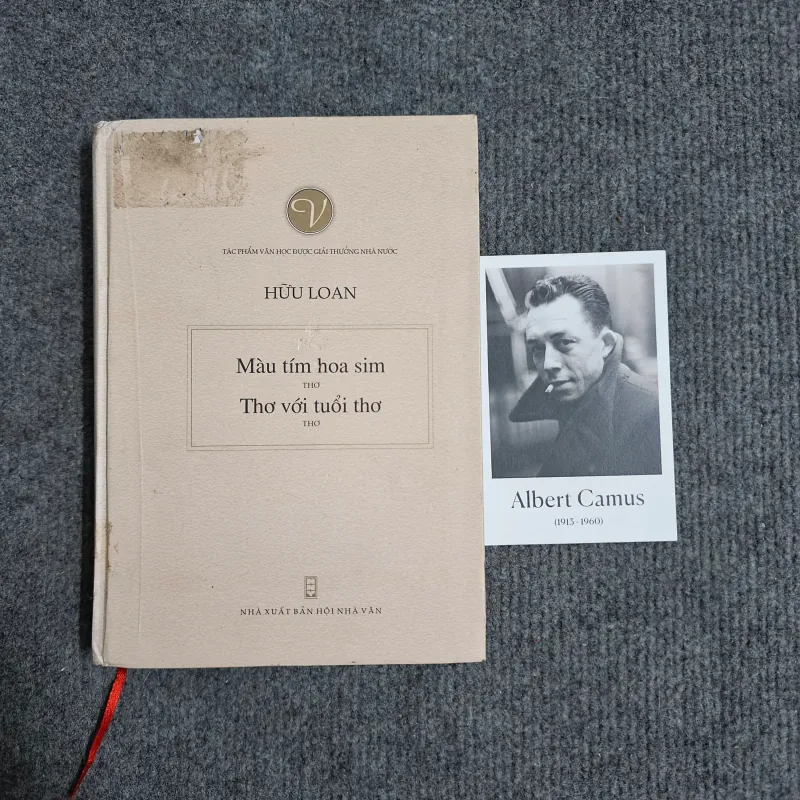 V
TÁC PHẨM VĂN HỌC ĐƯỢC GIẢI THƯỞNG NHÀ NƯỚC
HỮU LOAN
Màu tím hoa sim
THƠ
Thơ với tuổi thơ
THƠ
NHÀ XUẤT BẢN HỘI NHÀ VĂN
Albert Camus
(1913 - 1960)